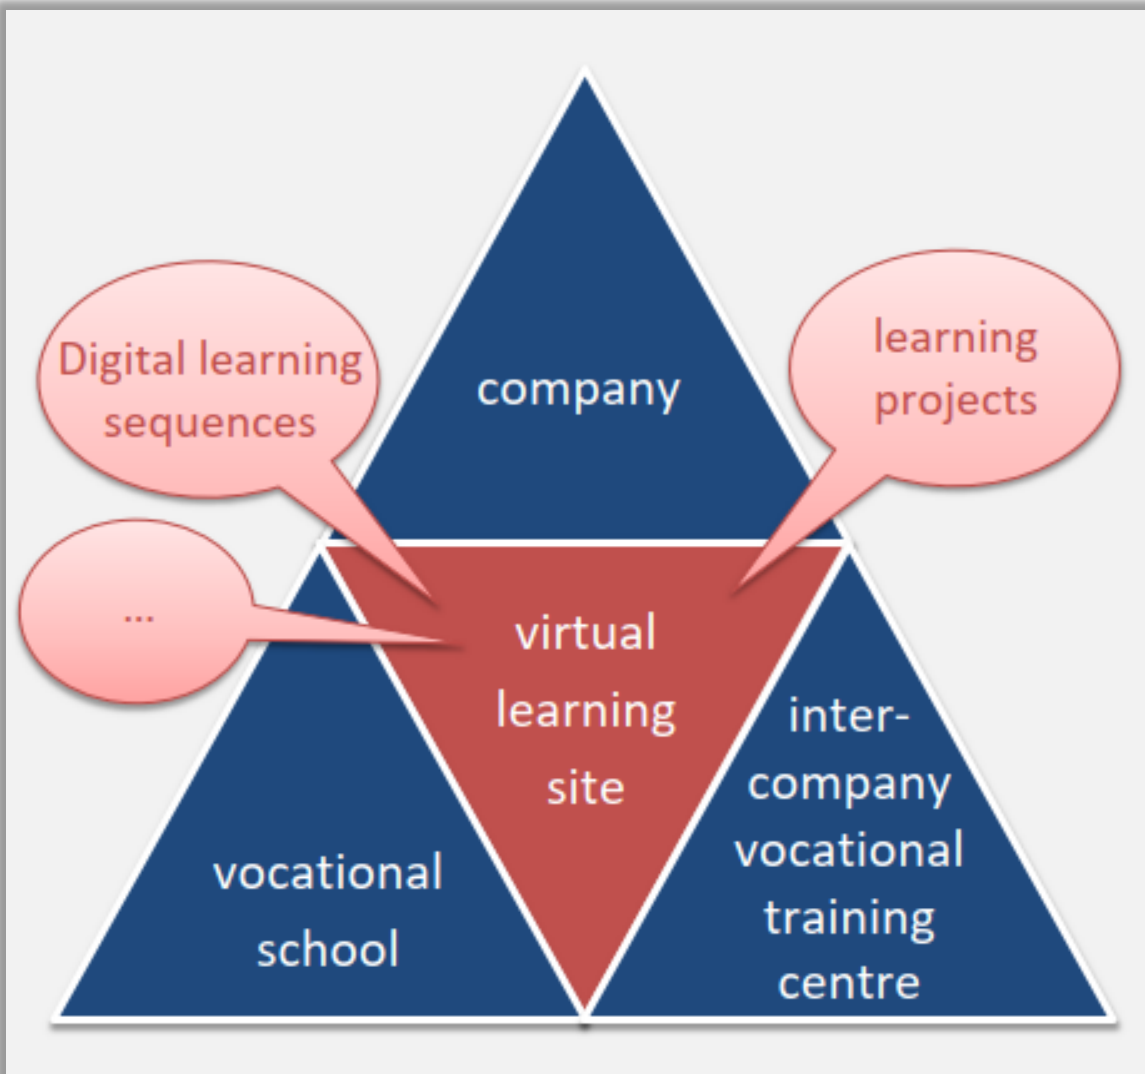 Digital learning
sequences
company
learning
projects
...
virtual
learning
site
vocational
school
inter-
company
vocational
training
centre